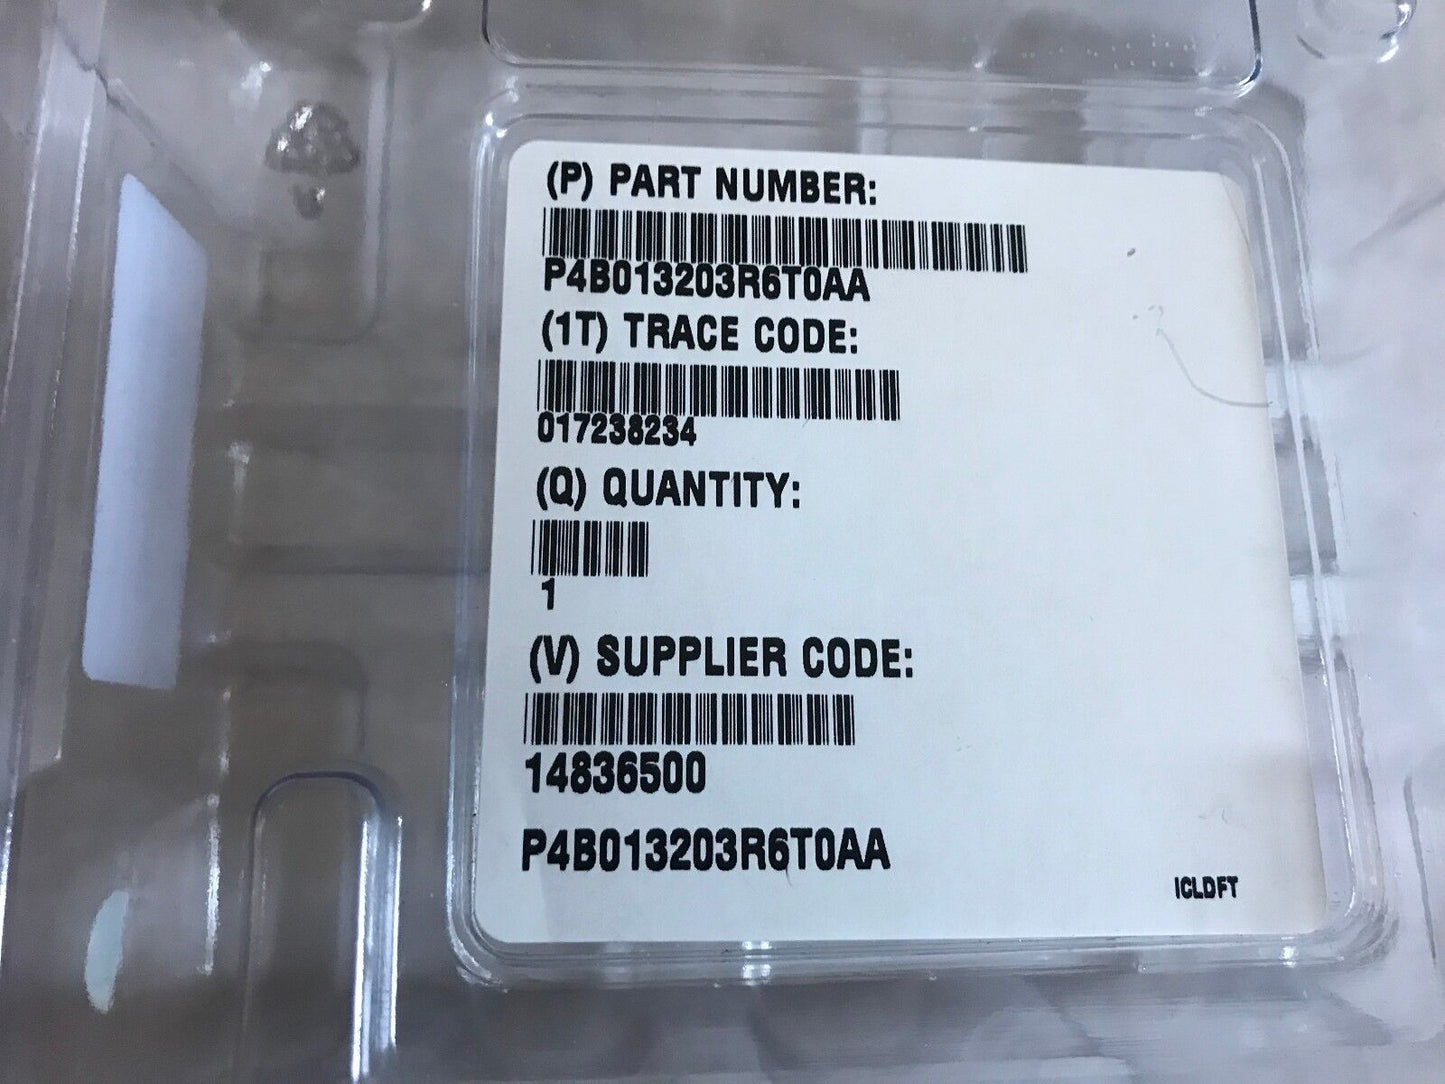 (P) PART NUMBER:
P4B013203R6T0AA
(1T) TRACE CODE:
017238234
(Q) QUANTITY:
1
(V) SUPPLIER CODE:
14836500
P4B013203R6T0AA
ICLDFT